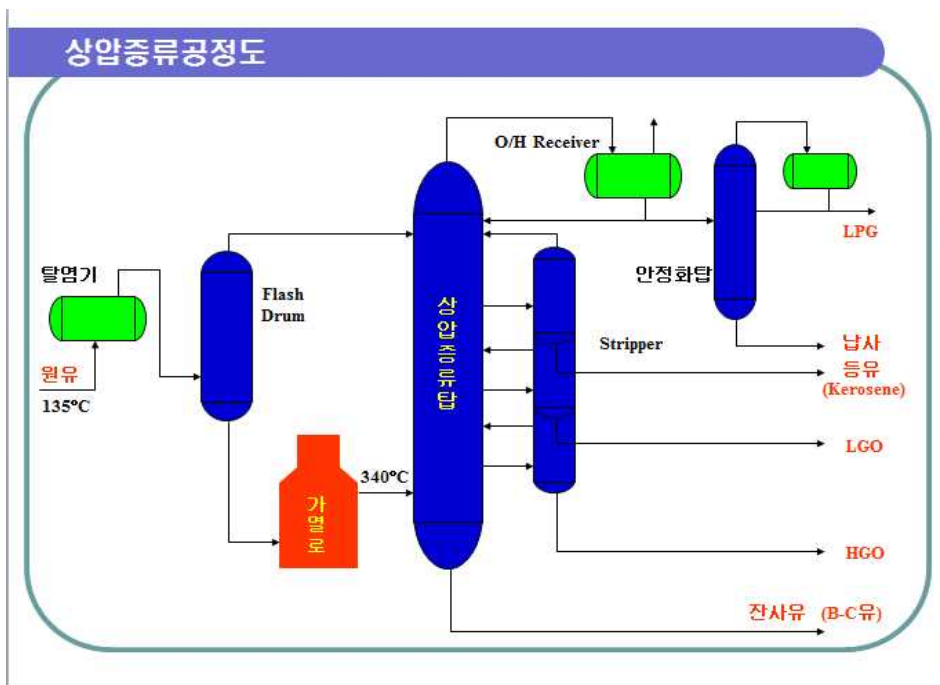 상압증류공정도
O/H Receiver
LPG
탈염기
Flash
Drum
안정화탑
상압증류탑
Stripper
납사
원유
등유
135°C
(Kerosene)
LGO
340°C
가열로
HGO
잔사유 (B-C유)